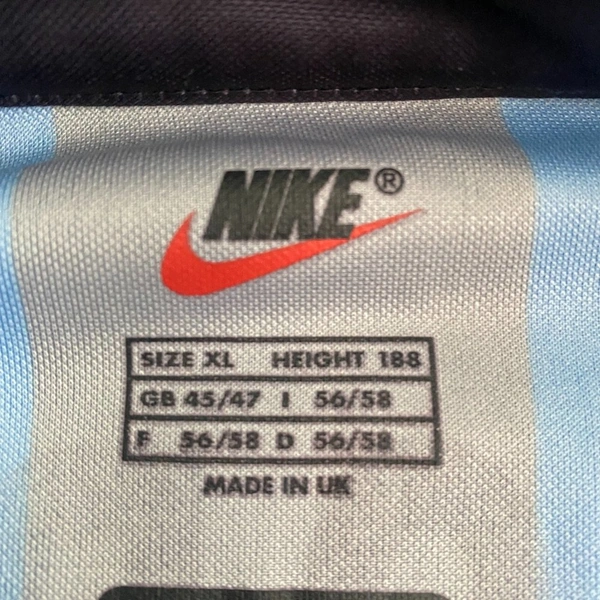 NIKE®
SIZE XL HEIGHT 188
GB 45/47 I 56/58
F 56/58 D 56/58
MADE IN UK